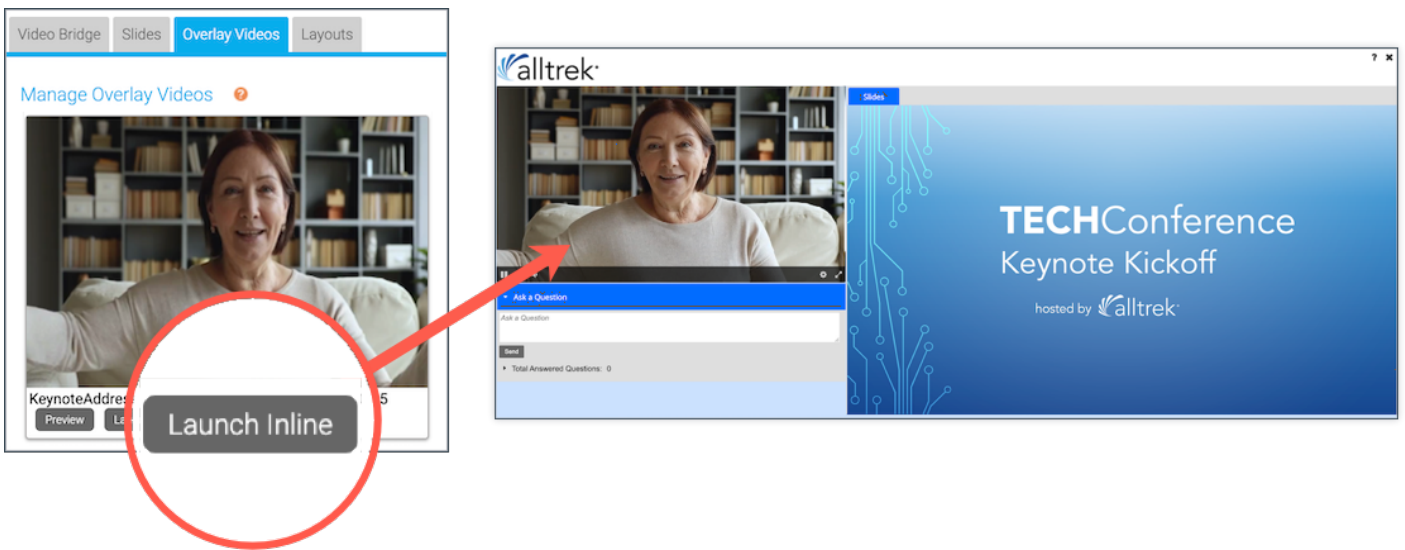 Video Bridge
Slides
Overlay Videos
Layouts
Manage Overlay Videos ?
KeynoteAddres
5
Preview
La
Launch Inline
alltrek
? ×
Slides
Ask a Question
Ask a Question
Send
Total Answered Questions: 0
TECHConference
Keynote Kickoff
hosted by alltrek